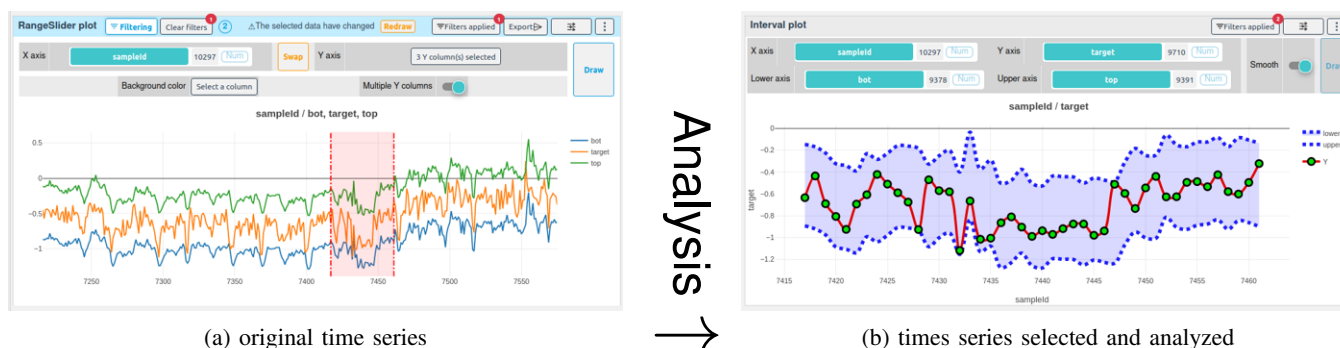 RangeSlider plot Filtering Clear filters 1 2 ⚠The selected data have changed Redraw Filters applied 1 Export
X axis sampleId 10297 Num Swap Y axis 3 Y column(s) selected Draw
Background color Select a column Multiple Y columns
sampleId / bot, target, top
0.5
0
−0.5
−1
7250 7300 7350 7400 7450 7500 7550
bot
target
top
(a) original time series
Analysis
→
Interval plot Filters applied 2
X axis sampleId 10297 Num Y axis target 9710 Num
Lower axis bot 9378 Num Upper axis top 9391 Num Smooth Draw
sampleId / target
0
−0.2
−0.4
−0.6
−0.8
−1
−1.2
target
7415 7420 7425 7430 7435 7440 7445 7450 7455 7460
sampleId
lower
upper
Y
(b) times series selected and analyzed